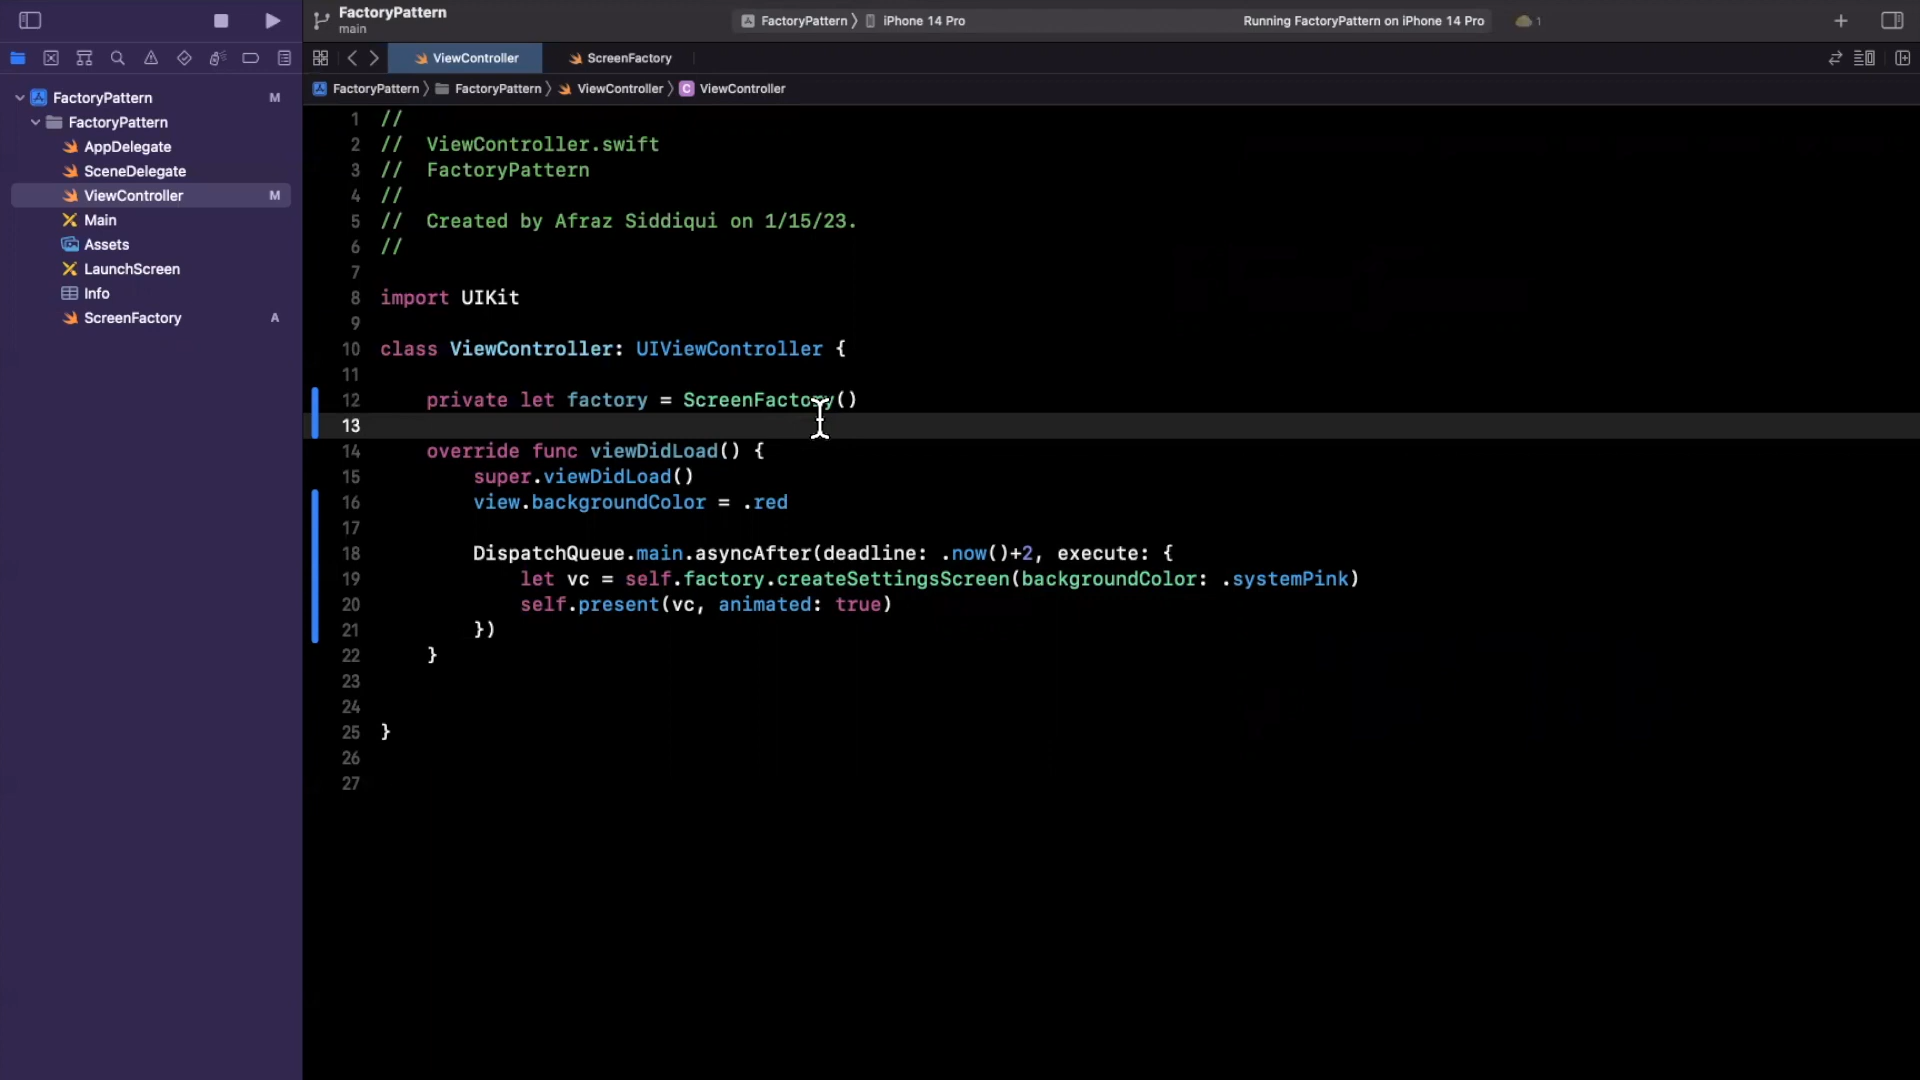 FactoryPattern
main
FactoryPattern 〉 iPhone 14 Pro
Running FactoryPattern on iPhone 14 Pro
1
ViewController
ScreenFactory
FactoryPattern 〉 FactoryPattern 〉 ViewController 〉 C ViewController
FactoryPattern M
FactoryPattern
AppDelegate
SceneDelegate
ViewController M
Main
Assets
LaunchScreen
Info
ScreenFactory A
1 //
2 //  ViewController.swift
3 //  FactoryPattern
4 //
5 //  Created by Afraz Siddiqui on 1/15/23.
6 //
7
8 import UIKit
9
10 class ViewController: UIViewController {
11
12     private let factory = ScreenFactory()
13
14     override func viewDidLoad() {
15         super.viewDidLoad()
16         view.backgroundColor = .red
17
18         DispatchQueue.main.asyncAfter(deadline: .now()+2, execute: {
19             let vc = self.factory.createSettingsScreen(backgroundColor: .systemPink)
20             self.present(vc, animated: true)
21         })
22     }
23
24
25 }
26
27